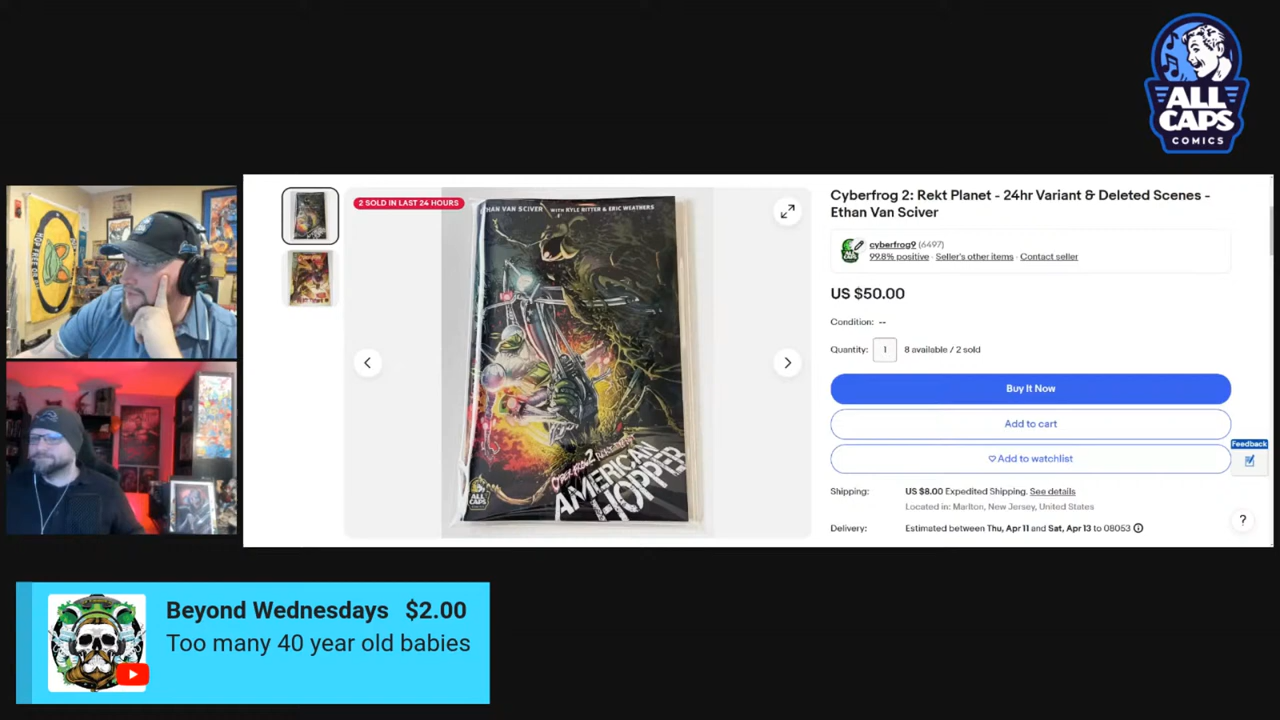 ALL
CAPS
COMICS
2 SOLD IN LAST 24 HOURS
ETHAN VAN SCIVER WITH KYLE RITTER & ERIC WEATHERS
AMERICAN
HOPPER
ALL
CAPS
Cyberfrog 2: Rekt Planet - 24hr Variant & Deleted Scenes -
Ethan Van Sciver
cyberfrog9 (6497)
99.8% positive · Seller's other items · Contact seller
US $50.00
Condition: --
Quantity: 1 8 available / 2 sold
Buy It Now
Add to cart
Add to watchlist
Feedback
Shipping: US $8.00 Expedited Shipping. See details
Located in: Marlton, New Jersey, United States
Delivery: Estimated between Thu, Apr 11 and Sat, Apr 13 to 08053
?
Beyond Wednesdays $2.00
Too many 40 year old babies